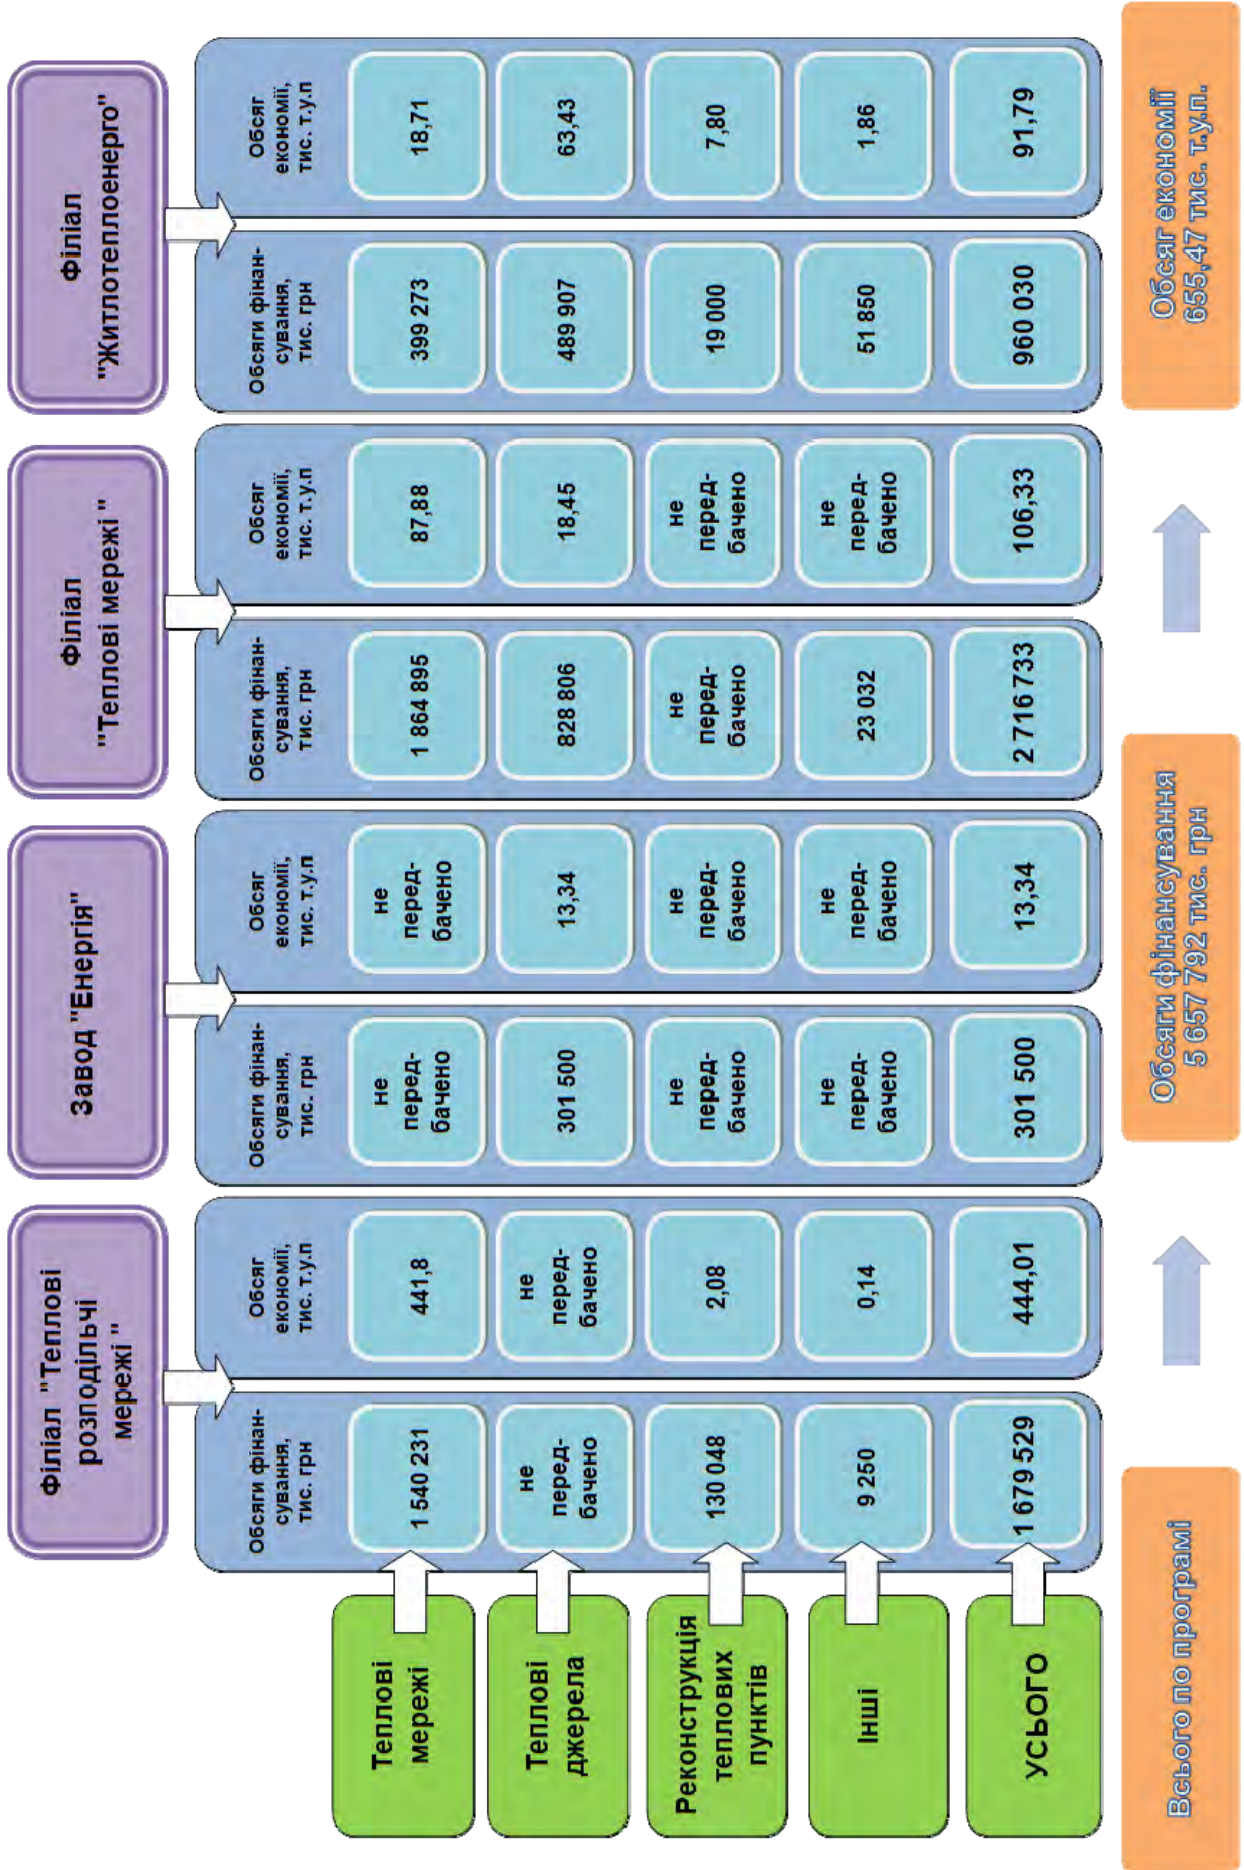 Філіал "Теплові
розподільчі
мережі "
Завод "Енергія"
Філіал
"Теплові мережі "
Філіал
"Житлотеплоенерго"
Обсяги фінан-
сування,
тис. грн
Обсяг
економії,
тис. т.у.п
Обсяги фінан-
сування,
тис. грн
Обсяг
економії,
тис. т.у.п
Обсяги фінан-
сування,
тис. грн
Обсяг
економії,
тис. т.у.п
Обсяги фінан-
сування,
тис. грн
Обсяг
економії,
тис. т.у.п
Теплові
мережі
1 540 231
441,8
не
перед-
бачено
не
перед-
бачено
1 864 895
87,88
399 273
18,71
Теплові
джерела
не
перед-
бачено
не
перед-
бачено
301 500
13,34
828 806
18,45
489 907
63,43
Реконструкція
теплових
пунктів
130 048
2,08
не
перед-
бачено
не
перед-
бачено
не
перед-
бачено
не
перед-
бачено
19 000
7,80
Інші
9 250
0,14
не
перед-
бачено
не
перед-
бачено
23 032
не
перед-
бачено
51 850
1,86
УСЬОГО
1 679 529
444,01
301 500
13,34
2 716 733
106,33
960 030
91,79
Всього по програмі
Обсяги фінансування
5 657 792 тис. грн
Обсяг економії
655,47 тис. т.у.п.